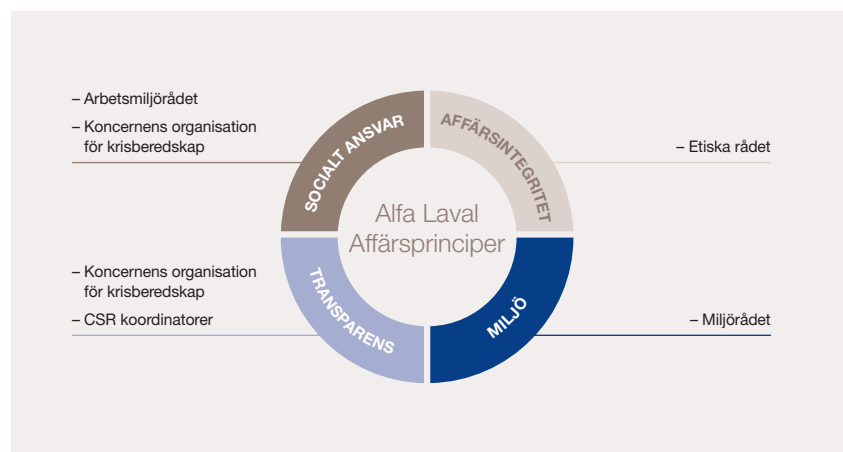 – Arbetsmiljörådet
– Koncernens organisation
för krisberedskap
SOCIALT ANSVAR
AFFÄRSINTEGRITET
– Etiska rådet
Alfa Laval
Affärsprinciper
– Koncernens organisation
för krisberedskap
– CSR koordinatorer
TRANSPARENS
MILJÖ
– Miljörådet